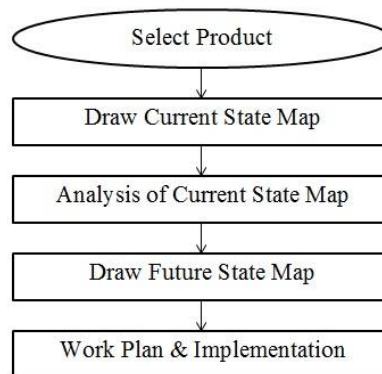 Select Product
Draw Current State Map
Analysis of Current State Map
Draw Future State Map
Work Plan & Implementation